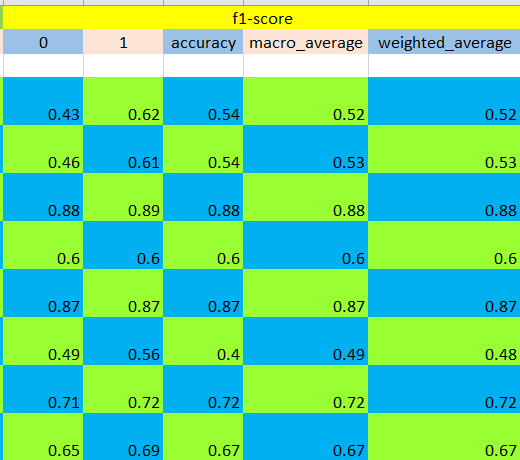 f1-score
0 1 accuracy macro_average weighted_average
0.43 0.62 0.54 0.52 0.52
0.46 0.61 0.54 0.53 0.53
0.88 0.89 0.88 0.88 0.88
0.6 0.6 0.6 0.6 0.6
0.87 0.87 0.87 0.87 0.87
0.49 0.56 0.4 0.49 0.48
0.71 0.72 0.72 0.72 0.72
0.65 0.69 0.67 0.67 0.67